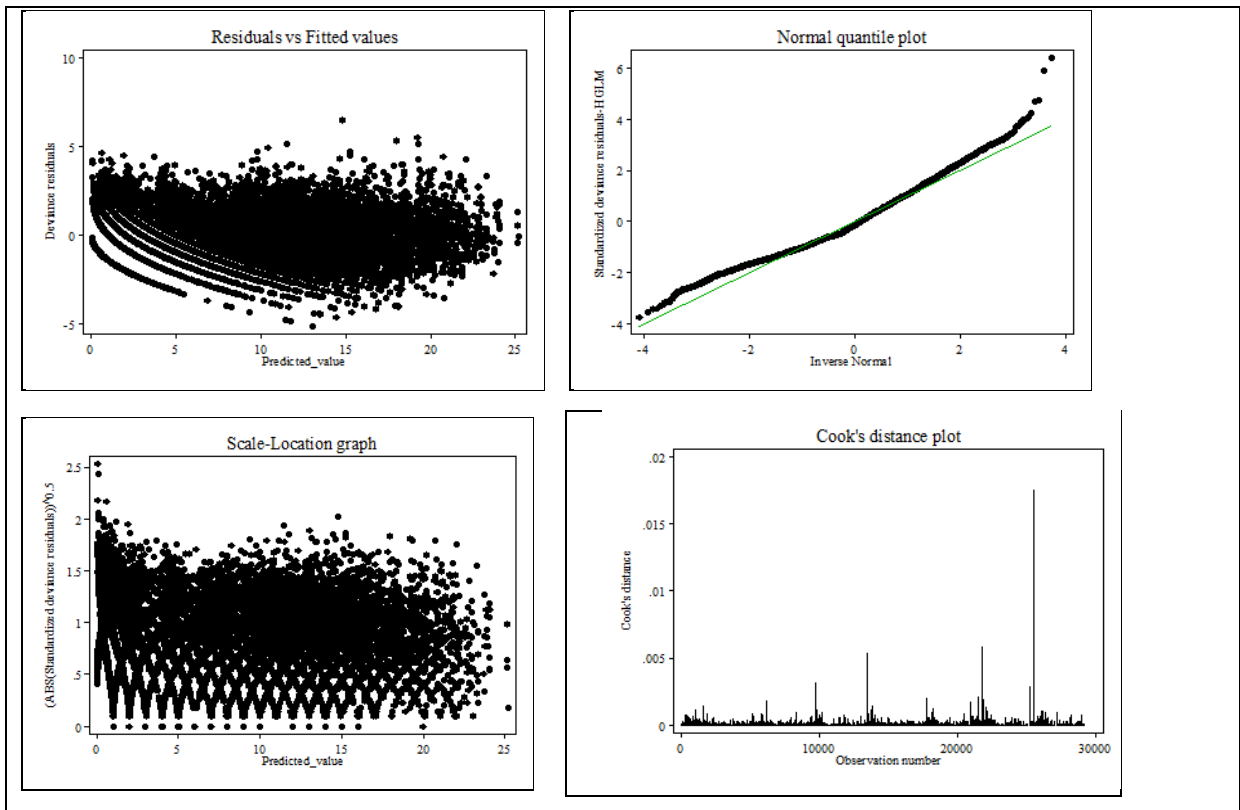 Residuals vs Fitted values
10
5
0
-5
Deviance residuals
0 5 10 15 20 25
Predicted_value
Normal quantile plot
6
4
2
0
-2
-4
Standardized deviance residuals-HGLM
-4 -2 0 2 4
Inverse Normal
Scale-Location graph
2.5
2
1.5
1
.5
0
(ABS(Standardized deviance residuals))^0.5
0 5 10 15 20 25
Predicted_value
Cook's distance plot
.02
.015
.01
.005
0
Cook's distance
0 10000 20000 30000
Observation number